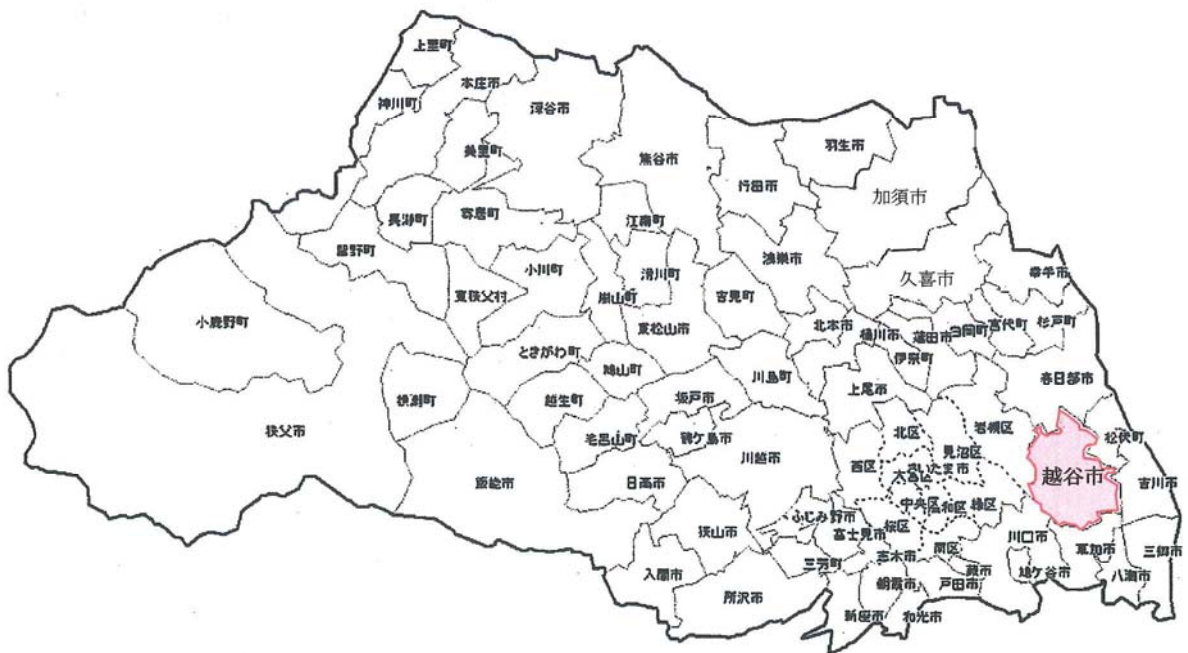 上里町
本庄市
神川町
深谷市
美里町
熊谷市
羽生市
行田市
加須市
長瀞町
寄居町
江南町
皆野町
鴻巣市
小川町
滑川町
久喜市
幸手市
東秩父村
嵐山町
吉見町
小鹿野町
東松山市
北本市
桶川市
蓮田市
白岡町
宮代町
杉戸町
ときがわ町
鳩山町
伊奈町
川島町
上尾市
春日部市
横瀬町
越生町
坂戸市
秩父市
毛呂山町
鶴ケ島市
北区
岩槻区
松伏町
川越市
西区
見沼区
さいたま市
大宮区
越谷市
飯能市
日高市
吉川市
中央区
浦和区
緑区
ふじみ野市
狭山市
富士見市
桜区
川口市
志木市
南区
草加市
三郷市
三芳町
入間市
蕨市
鳩ケ谷市
八潮市
朝霞市
戸田市
所沢市
新座市
和光市